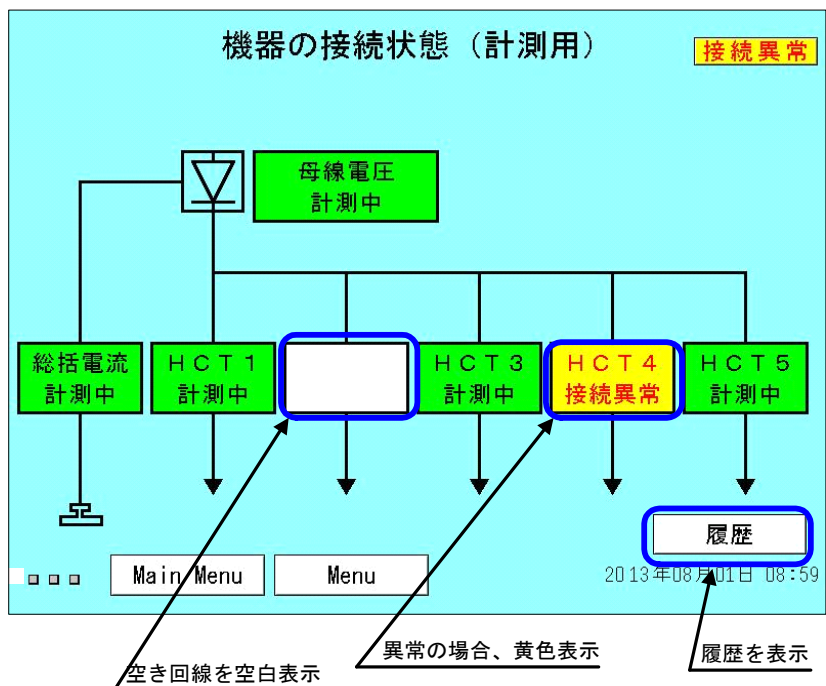 機器の接続状態（計測用）
接続異常
母線電圧
計測中
総括電流
計測中
ＨＣＴ１
計測中
ＨＣＴ３
計測中
ＨＣＴ４
接続異常
ＨＣＴ５
計測中
履歴
Main Menu
Menu
2013年08月01日 08:59
空き回線を空白表示
異常の場合、黄色表示
履歴を表示